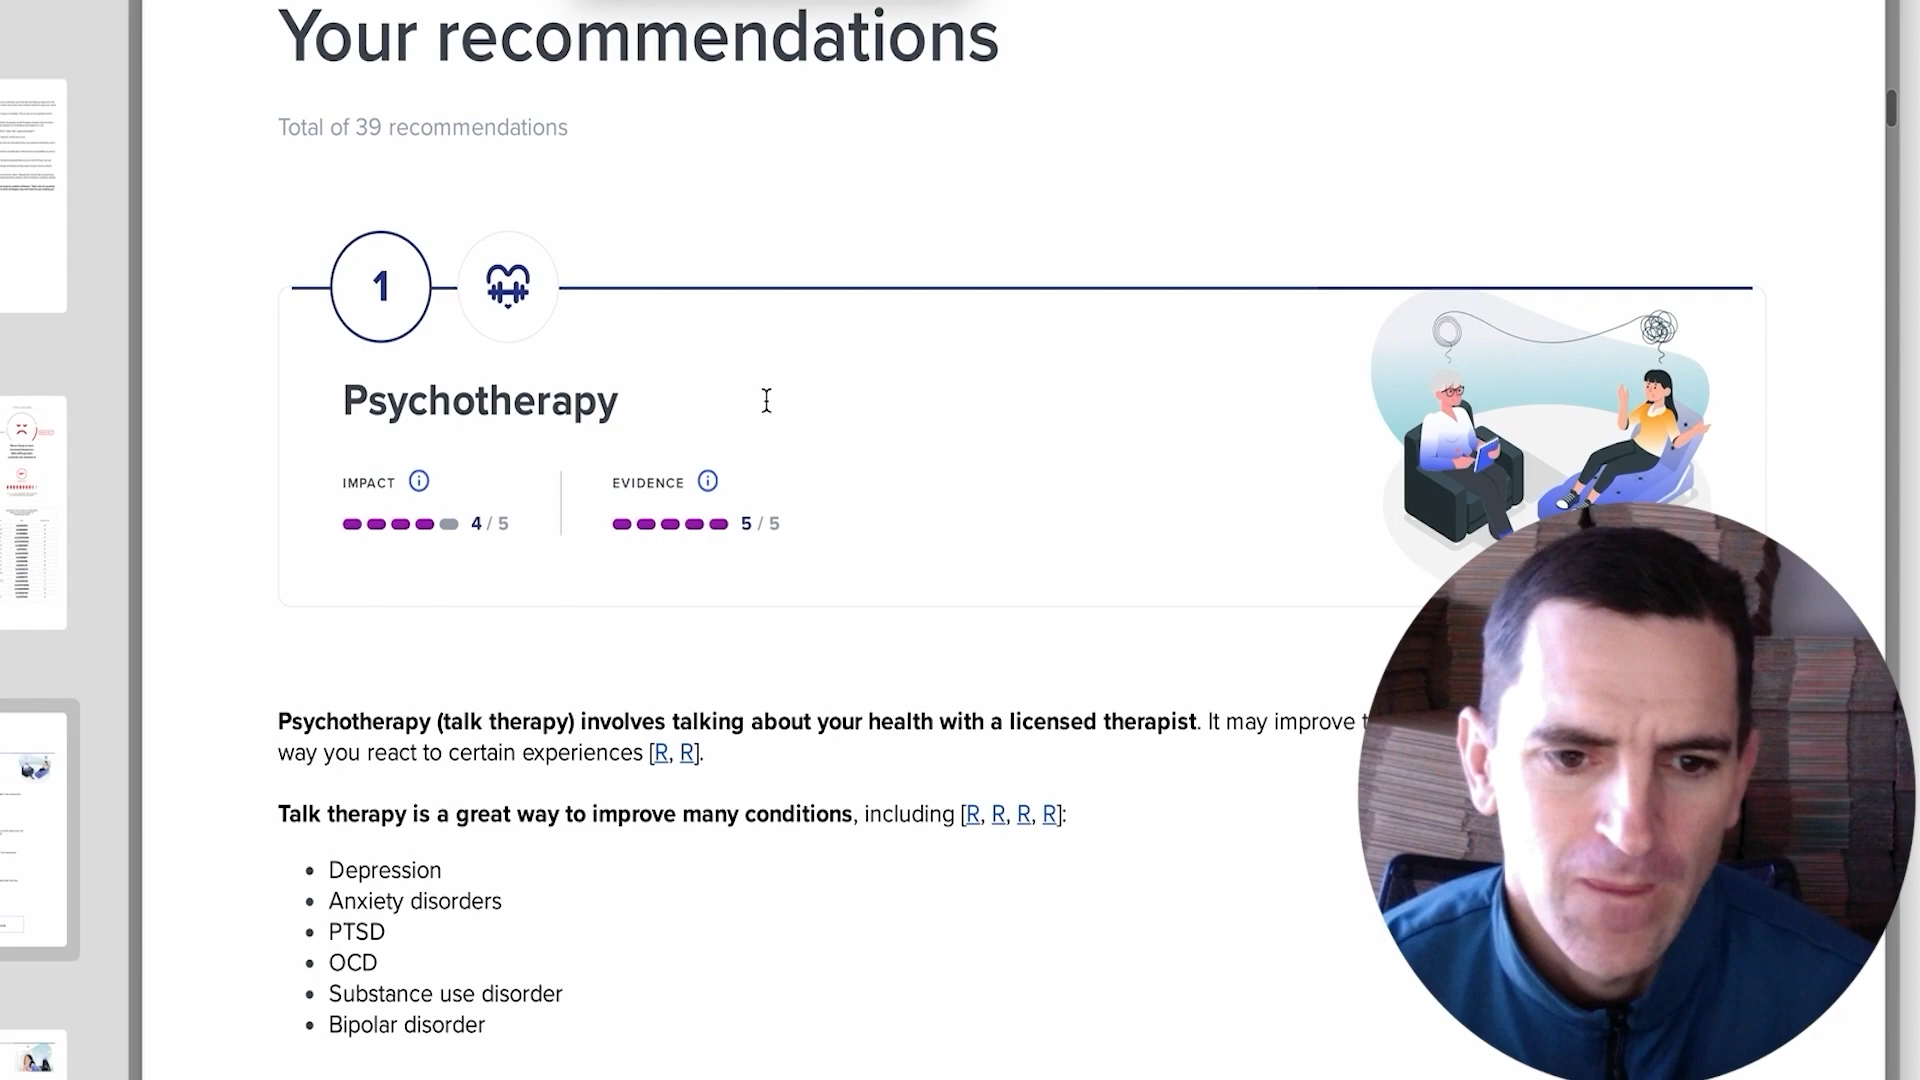 Your recommendations
Total of 39 recommendations
1
Psychotherapy
IMPACT
EVIDENCE
4 / 5
5 / 5
Psychotherapy (talk therapy) involves talking about your health with a licensed therapist. It may improve
way you react to certain experiences [R, R].
Talk therapy is a great way to improve many conditions, including [R, R, R, R]:
• Depression
• Anxiety disorders
• PTSD
• OCD
• Substance use disorder
• Bipolar disorder